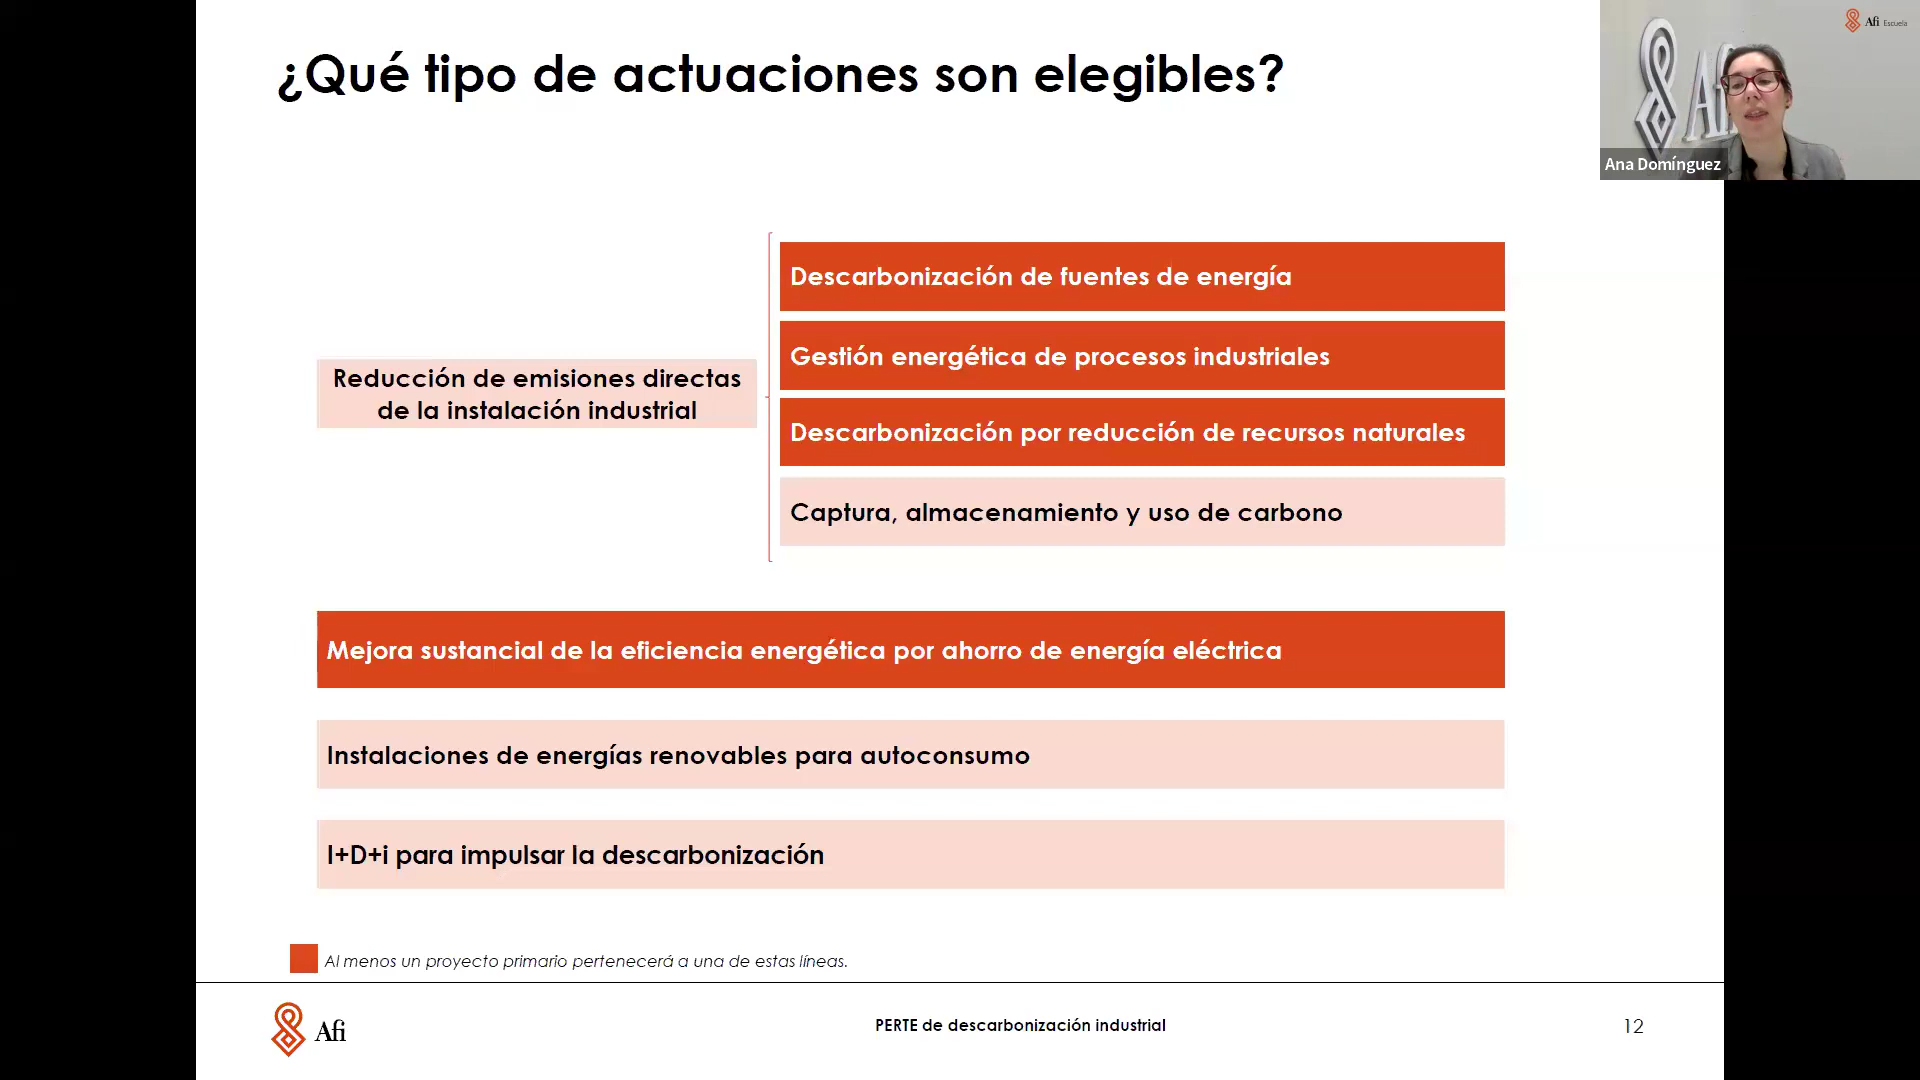 ¿Qué tipo de actuaciones son elegibles?
Afi Escuela
Afi
Ana Domínguez
Descarbonización de fuentes de energía
Gestión energética de procesos industriales
Reducción de emisiones directas
de la instalación industrial
Descarbonización por reducción de recursos naturales
Captura, almacenamiento y uso de carbono
Mejora sustancial de la eficiencia energética por ahorro de energía eléctrica
Instalaciones de energías renovables para autoconsumo
I+D+i para impulsar la descarbonización
Al menos un proyecto primario pertenecerá a una de estas líneas.
Afi
PERTE de descarbonización industrial
12